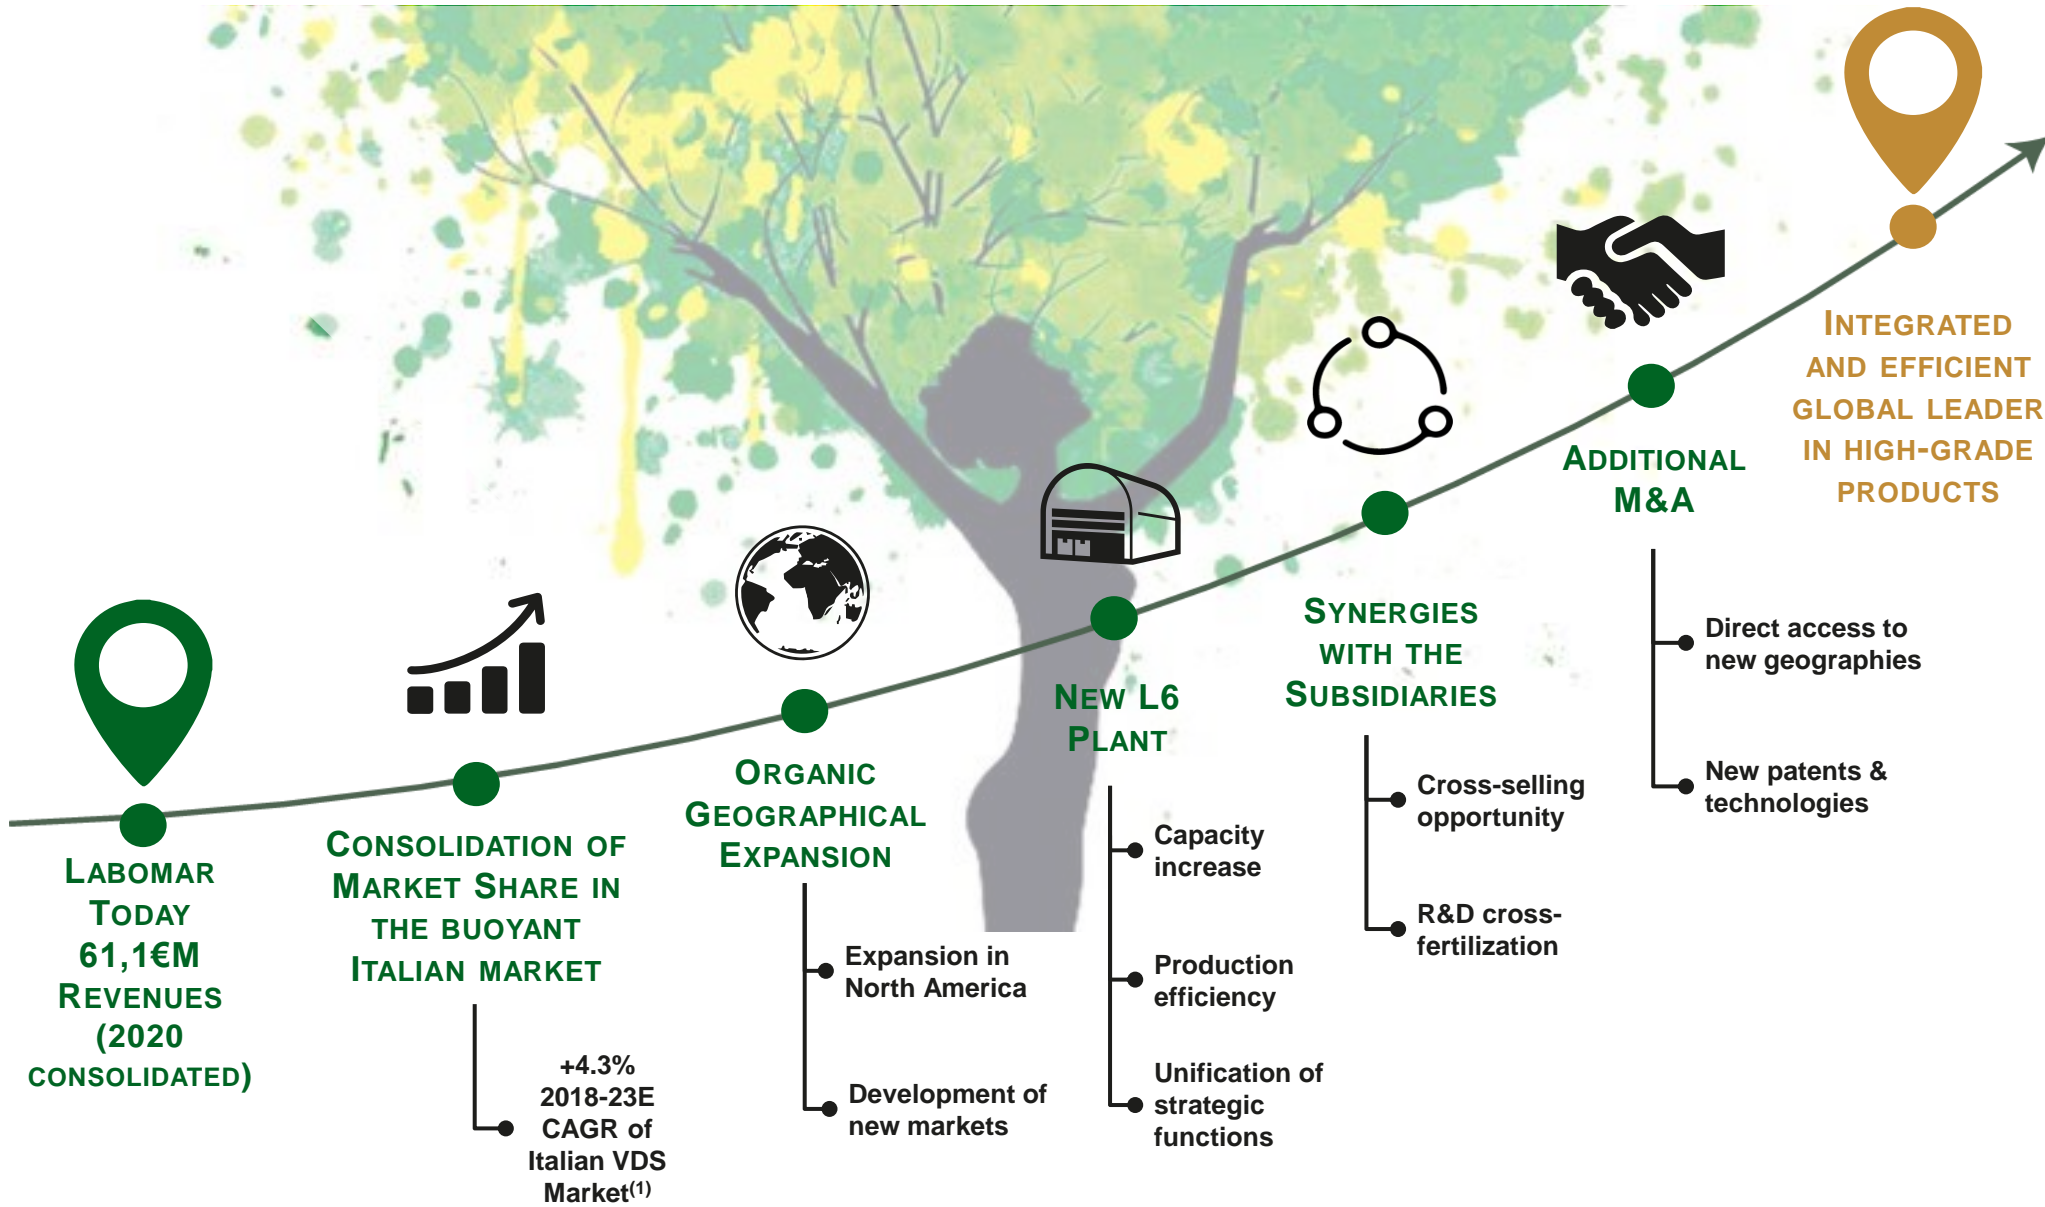 LABOMAR
TODAY
61,1€M
REVENUES
(2020
CONSOLIDATED)
CONSOLIDATION OF
MARKET SHARE IN
THE BUOYANT
ITALIAN MARKET
+4.3%
2018-23E
CAGR of
Italian VDS
Market(1)
ORGANIC
GEOGRAPHICAL
EXPANSION
Expansion in
North America
Development of
new markets
NEW L6
PLANT
Capacity
increase
Production
efficiency
Unification of
strategic
functions
SYNERGIES
WITH THE
SUBSIDIARIES
Cross-selling
opportunity
R&D cross-
fertilization
ADDITIONAL
M&A
Direct access to
new geographies
New patents &
technologies
INTEGRATED
AND EFFICIENT
GLOBAL LEADER
IN HIGH-GRADE
PRODUCTS